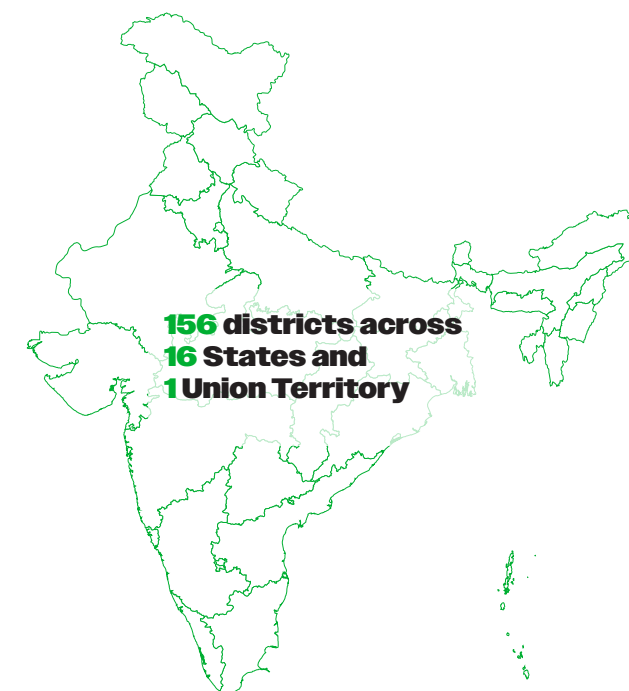 156 districts across
16 States and
1 Union Territory